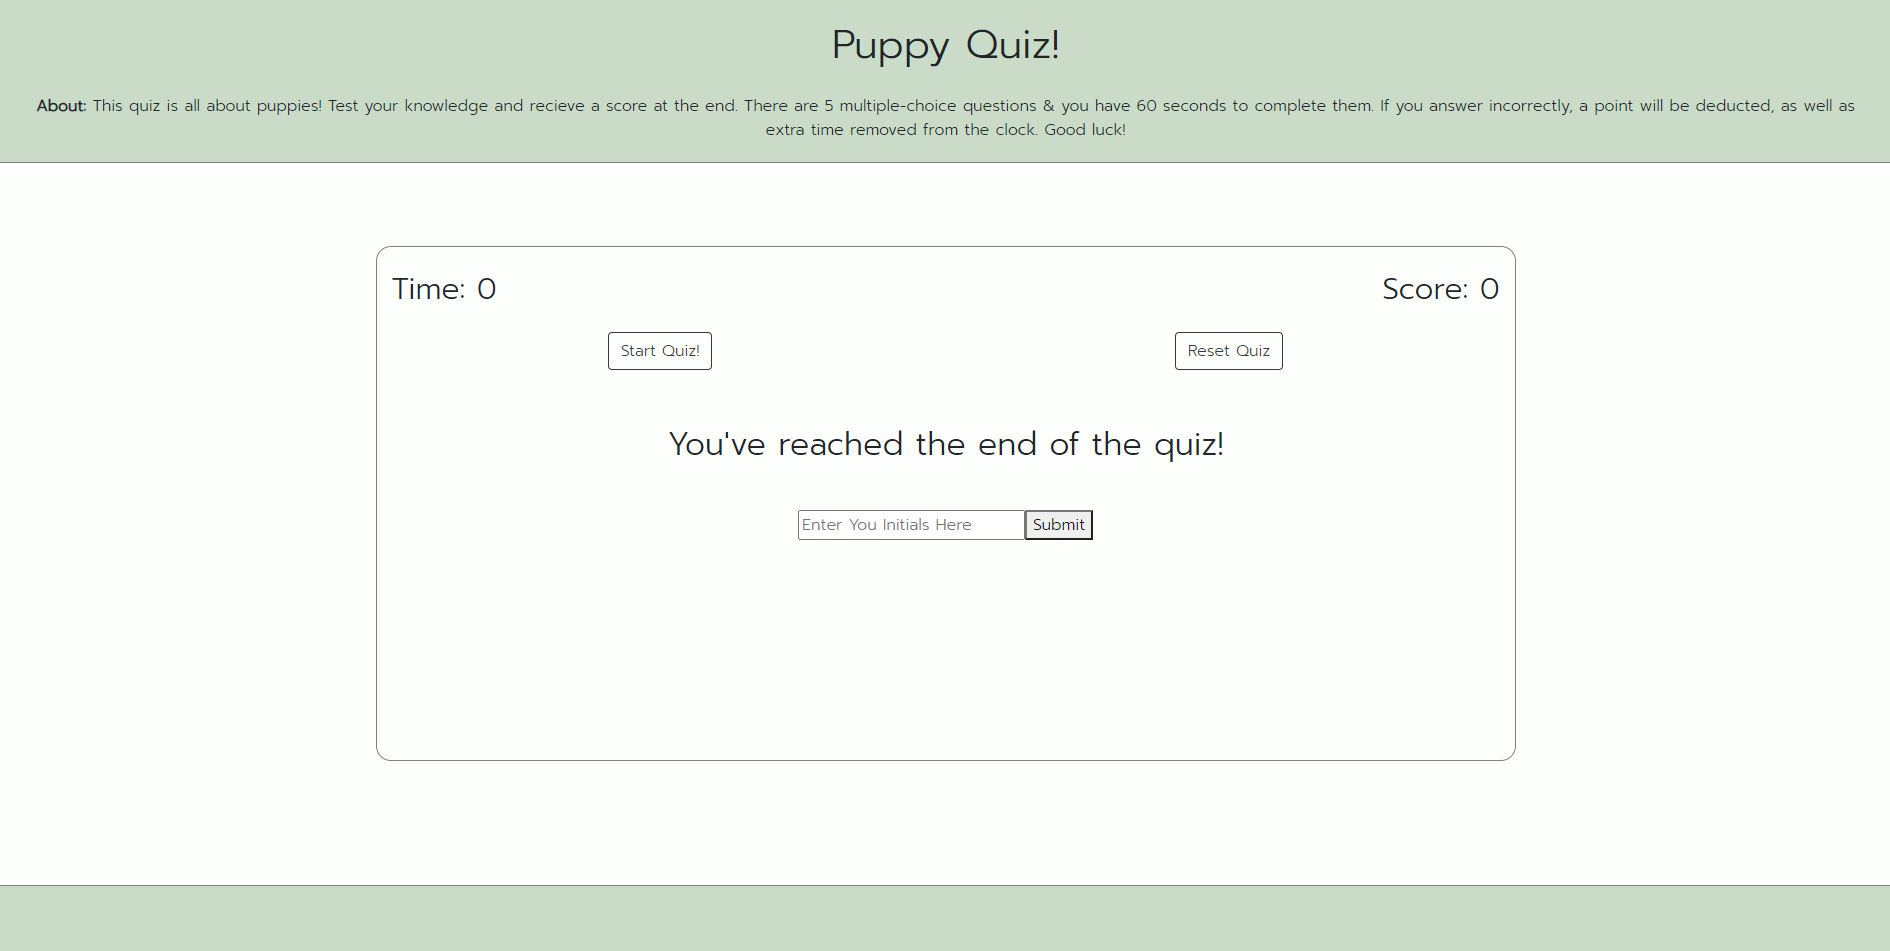 Puppy Quiz!
About: This quiz is all about puppies! Test your knowledge and recieve a score at the end. There are 5 multiple-choice questions & you have 60 seconds to complete them. If you answer incorrectly, a point will be deducted, as well as
extra time removed from the clock. Good luck!
Time: 0
Score: 0
Start Quiz!
Reset Quiz
You've reached the end of the quiz!
Enter You Initials Here
Submit